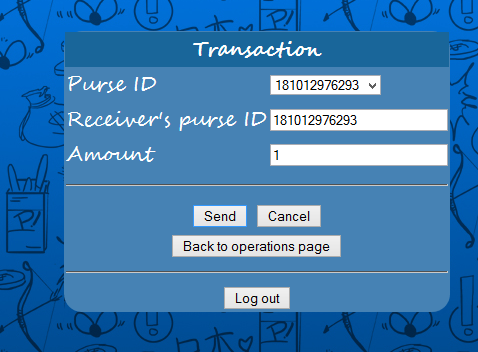 Transaction
Purse ID 181012976293
Receiver's purse ID 181012976293
Amount 1
Send Cancel
Back to operations page
Log out